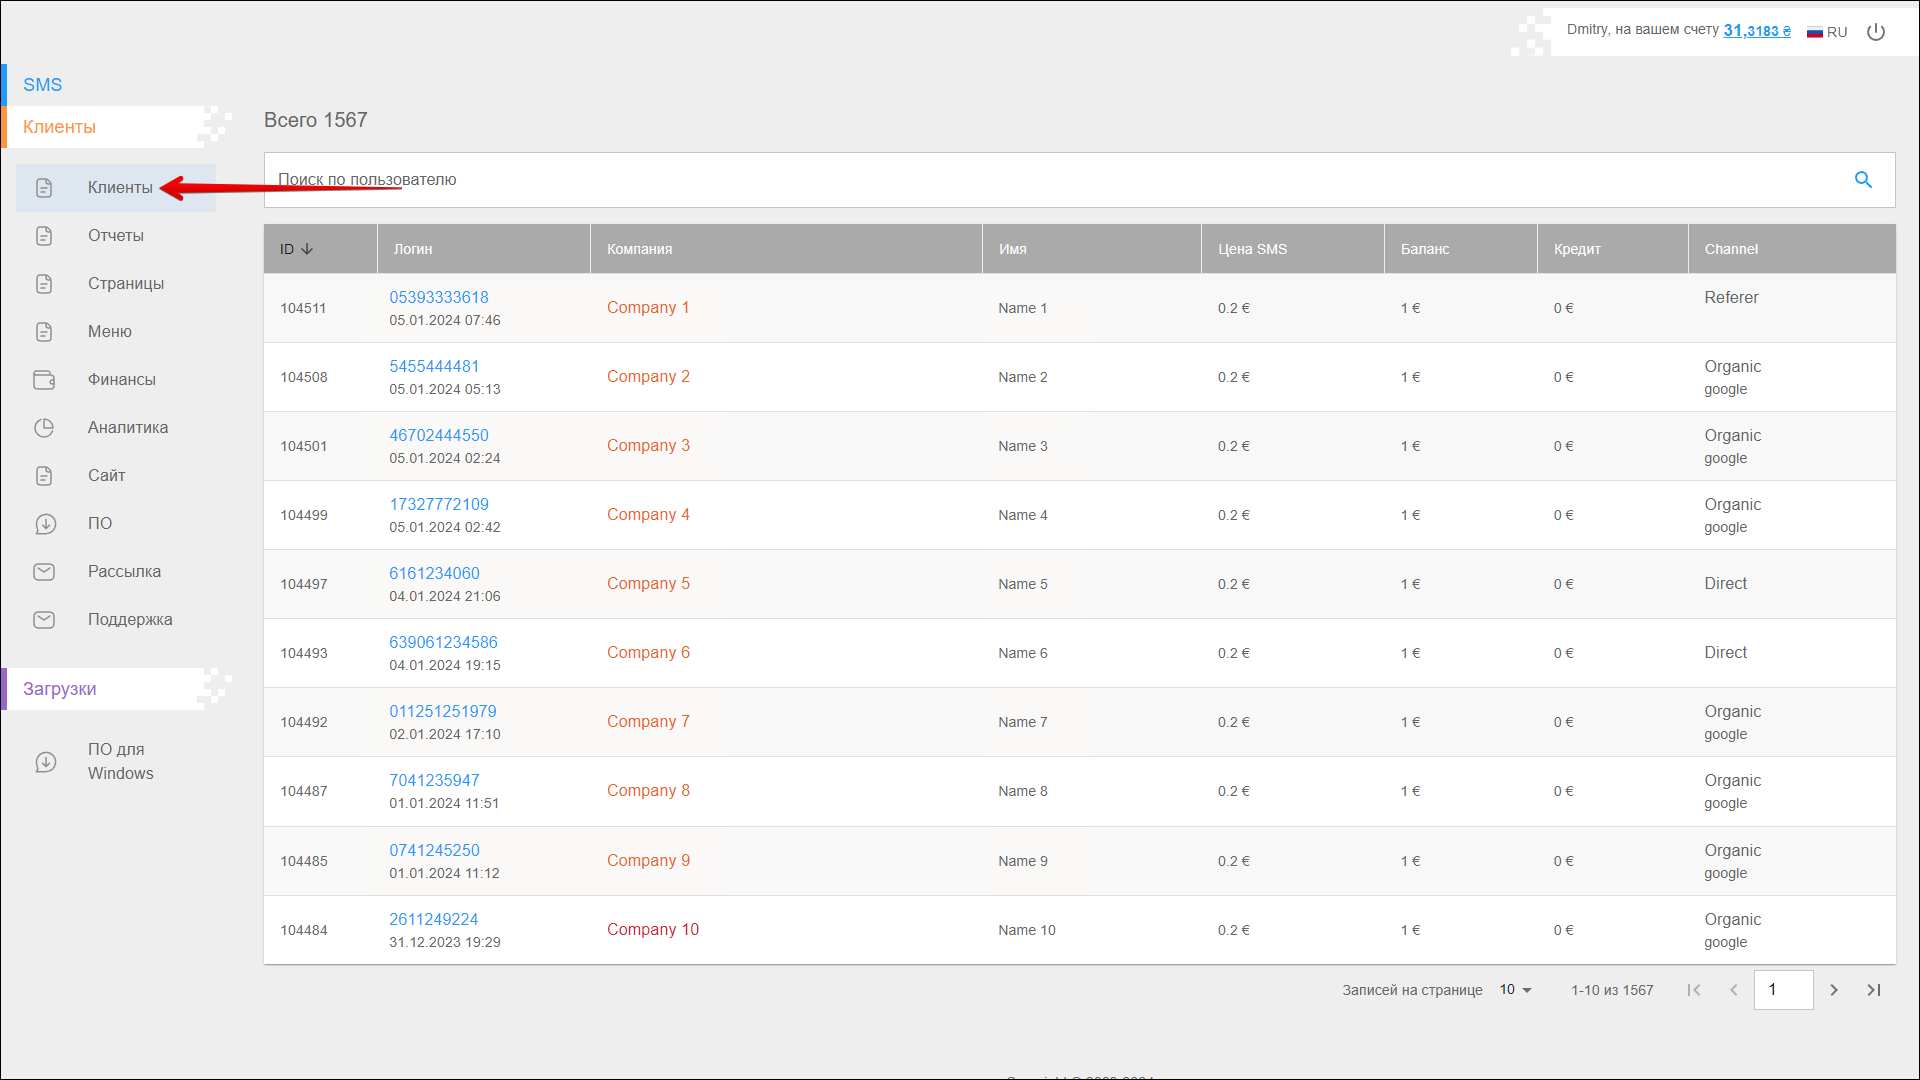 Dmitry, на вашем счету 31,3183 ₴ RU
SMS
Клиенты
Клиенты
Отчеты
Страницы
Меню
Финансы
Аналитика
Сайт
ПО
Рассылка
Поддержка
Загрузки
ПО для
Windows
Всего 1567
Поиск по пользователю
ID Логин Компания Имя Цена SMS Баланс Кредит Channel
104511 05393333618 05.01.2024 07:46 Company 1 Name 1 0.2 € 1 € 0 € Referer
104508 5455444481 05.01.2024 05:13 Company 2 Name 2 0.2 € 1 € 0 € Organic google
104501 46702444550 05.01.2024 02:24 Company 3 Name 3 0.2 € 1 € 0 € Organic google
104499 17327772109 05.01.2024 02:42 Company 4 Name 4 0.2 € 1 € 0 € Organic google
104497 6161234060 04.01.2024 21:06 Company 5 Name 5 0.2 € 1 € 0 € Direct
104493 639061234586 04.01.2024 19:15 Company 6 Name 6 0.2 € 1 € 0 € Direct
104492 011251251979 02.01.2024 17:10 Company 7 Name 7 0.2 € 1 € 0 € Organic google
104487 7041235947 01.01.2024 11:51 Company 8 Name 8 0.2 € 1 € 0 € Organic google
104485 0741245250 01.01.2024 11:12 Company 9 Name 9 0.2 € 1 € 0 € Organic google
104484 2611249224 31.12.2023 19:29 Company 10 Name 10 0.2 € 1 € 0 € Organic google
Записей на странице 10 1-10 из 1567 1